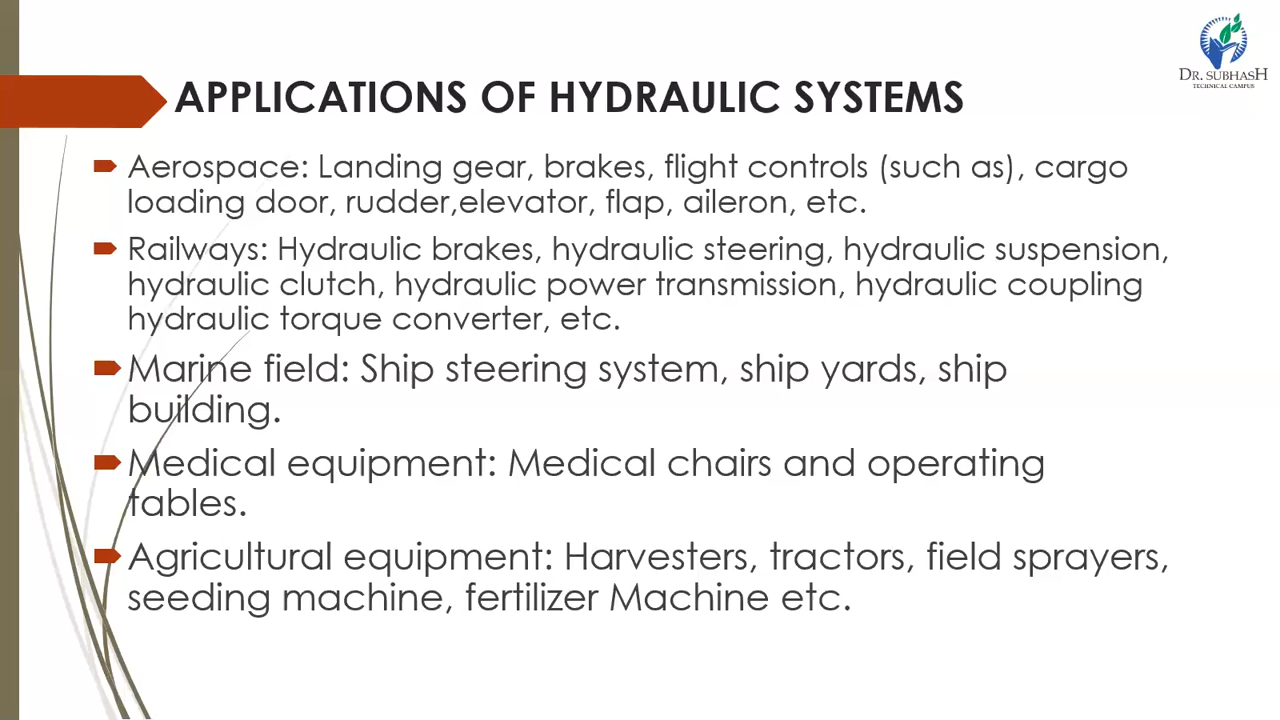 DR. SUBHASH
TECHNICAL CAMPUS
APPLICATIONS OF HYDRAULIC SYSTEMS
Aerospace: Landing gear, brakes, flight controls (such as), cargo
loading door, rudder,elevator, flap, aileron, etc.
Railways: Hydraulic brakes, hydraulic steering, hydraulic suspension,
hydraulic clutch, hydraulic power transmission, hydraulic coupling
hydraulic torque converter, etc.
Marine field: Ship steering system, ship yards, ship
building.
Medical equipment: Medical chairs and operating
tables.
Agricultural equipment: Harvesters, tractors, field sprayers,
seeding machine, fertilizer Machine etc.